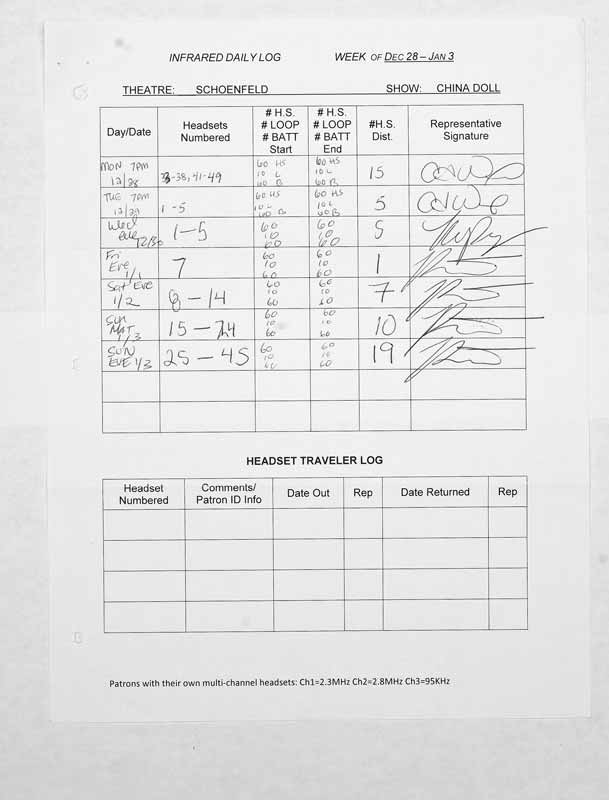 INFRARED DAILY LOG WEEK OF DEC 28 – JAN 3
THEATRE: SCHOENFELD SHOW: CHINA DOLL
Day/Date
Headsets
Numbered
# H.S.
# LOOP
# BATT
Start
# H.S.
# LOOP
# BATT
End
#H.S.
Dist.
Representative
Signature
MON 7PM
12/28
-38, 41-49
60 HS
10 L
60 B
60 HS
10 L
60 B
15
TUE 7PM
12/29
1 -5
60 HS
10 L
60 B
60 HS
10 L
60 B
5
Wed
Eve 12/30
1-5
60
10
60
60
10
60
5
Fri
Eve
1/1
7
60
10
60
60
10
60
1
Sat Eve
1/2
8 - 14
60
10
60
60
10
60
7
Sun
MAT
1/3
15 - 24
60
10
60
60
10
60
10
SUN
EVE 1/3
25 - 45
60
10
60
60
10
60
19
HEADSET TRAVELER LOG
Headset
Numbered
Comments/
Patron ID Info
Date Out
Rep
Date Returned
Rep
Patrons with their own multi-channel headsets: Ch1=2.3MHz Ch2=2.8MHz Ch3=95KHz